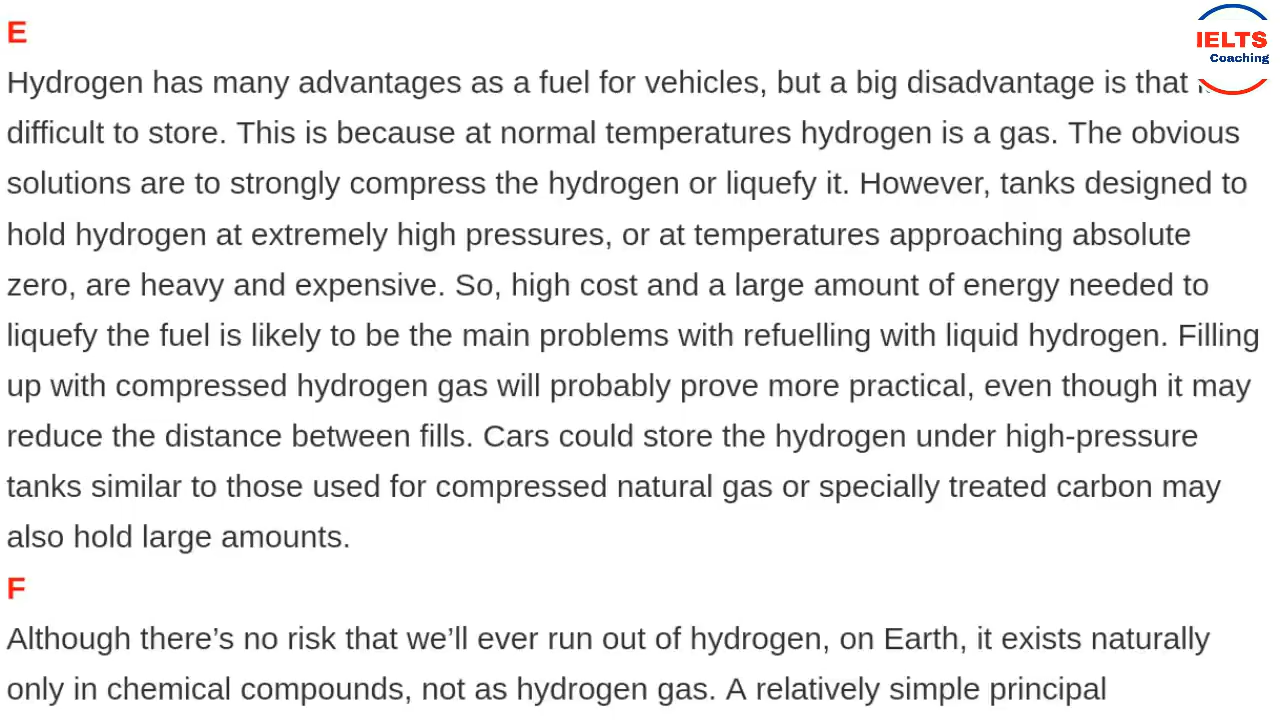 E
IELTS
Coaching
Hydrogen has many advantages as a fuel for vehicles, but a big disadvantage is that
difficult to store. This is because at normal temperatures hydrogen is a gas. The obvious
solutions are to strongly compress the hydrogen or liquefy it. However, tanks designed to
hold hydrogen at extremely high pressures, or at temperatures approaching absolute
zero, are heavy and expensive. So, high cost and a large amount of energy needed to
liquefy the fuel is likely to be the main problems with refuelling with liquid hydrogen. Filling
up with compressed hydrogen gas will probably prove more practical, even though it may
reduce the distance between fills. Cars could store the hydrogen under high-pressure
tanks similar to those used for compressed natural gas or specially treated carbon may
also hold large amounts.
F
Although there’s no risk that we’ll ever run out of hydrogen, on Earth, it exists naturally
only in chemical compounds, not as hydrogen gas. A relatively simple principal